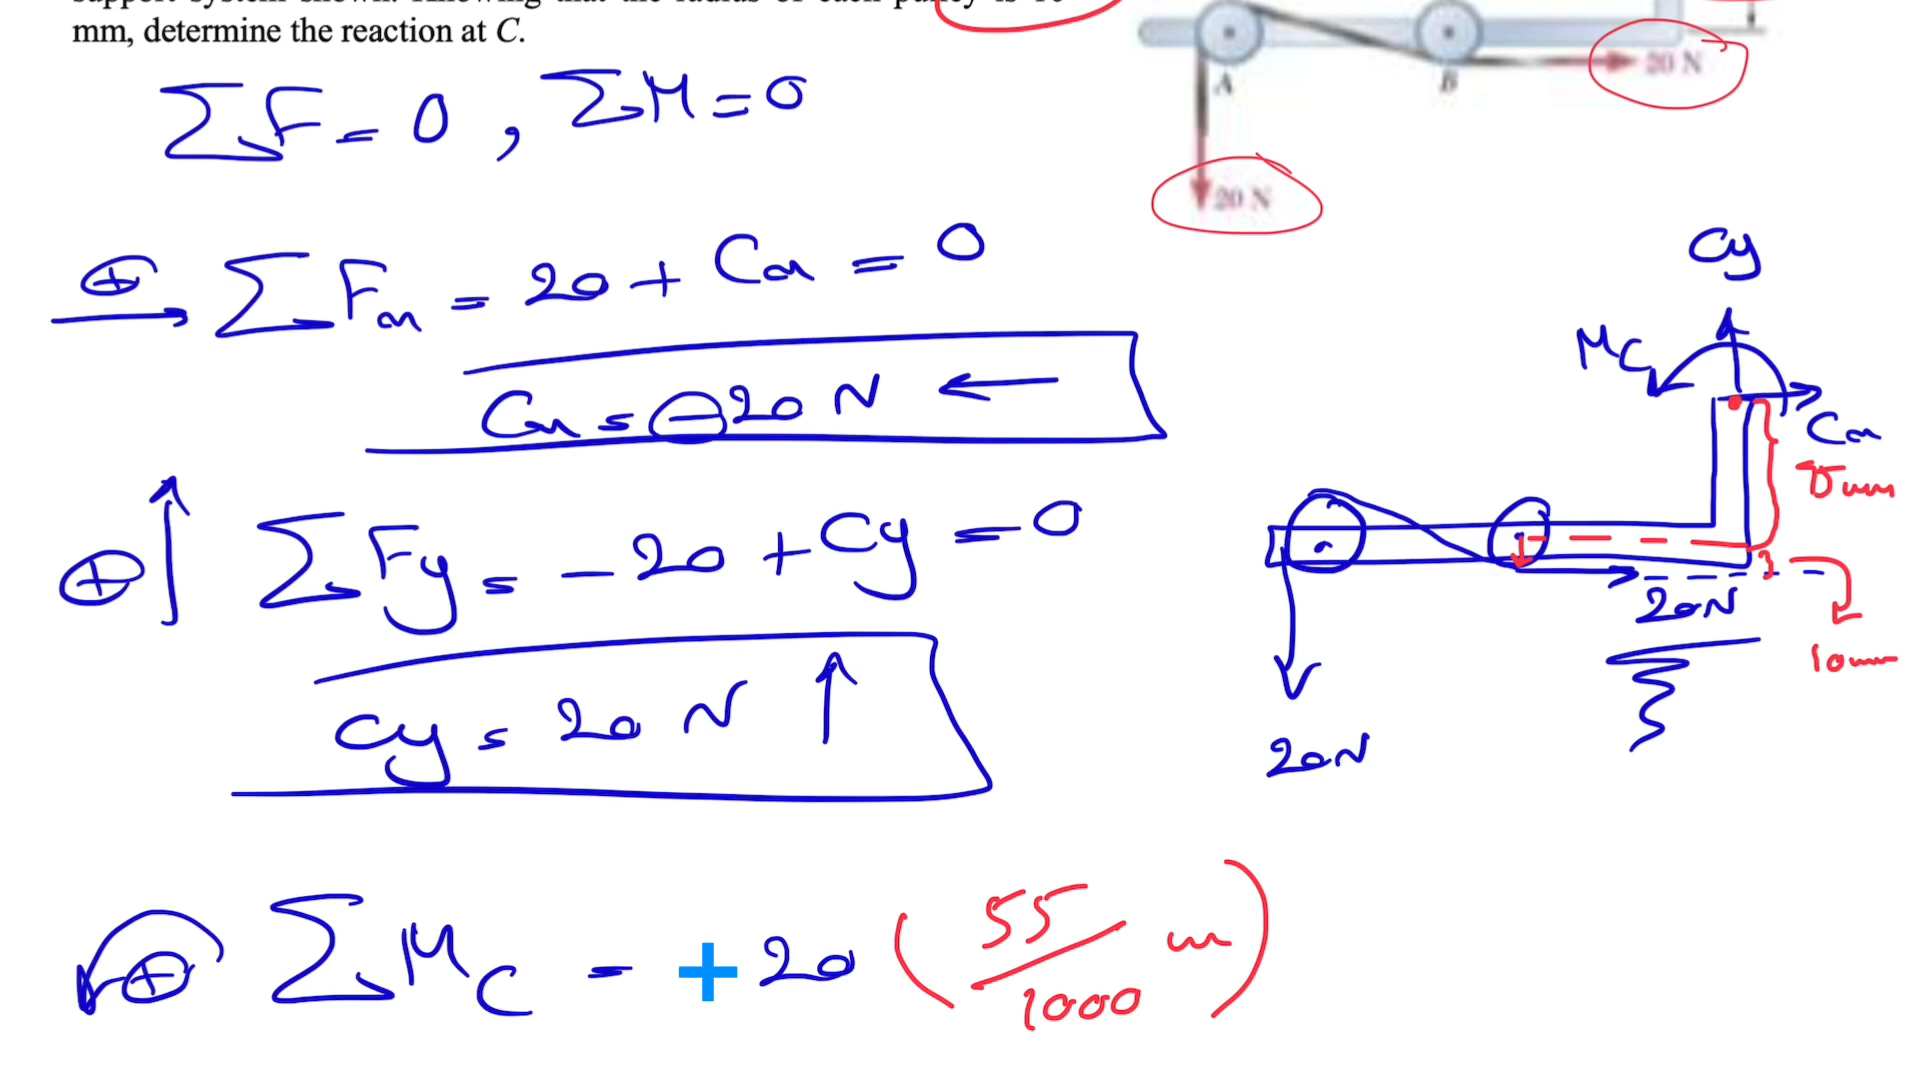 mm, determine the reaction at C.
A
B
20 N
20 N
ΣF = 0 , ΣM = 0
ΣFx = 20 + Cx = 0
Cx = -20 N ←
ΣFy = -20 + Cy = 0
Cy = 20 N ↑
ΣMC = +20 (55/1000 m)
Cy
MC
Cx
20N
10mm
20N